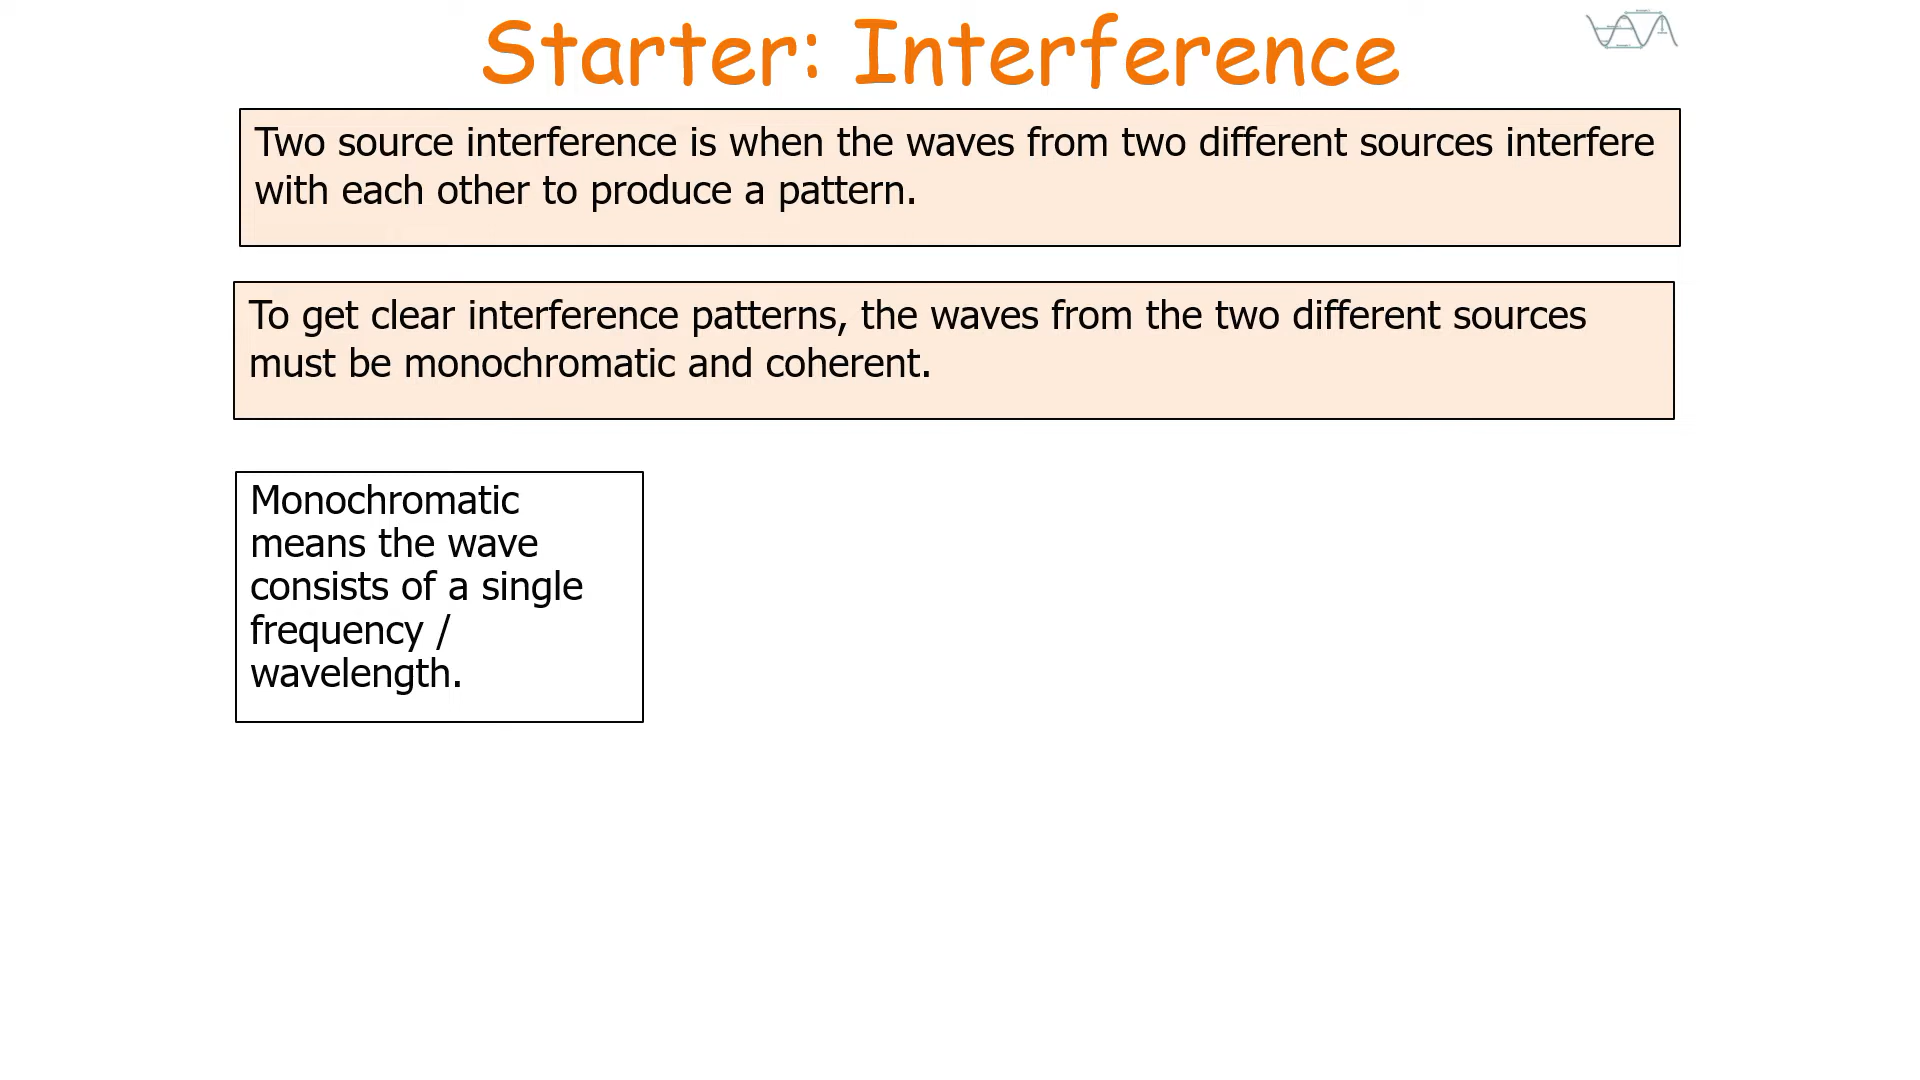 Starter: Interference
Two source interference is when the waves from two different sources interfere
with each other to produce a pattern.
To get clear interference patterns, the waves from the two different sources
must be monochromatic and coherent.
Monochromatic
means the wave
consists of a single
frequency /
wavelength.